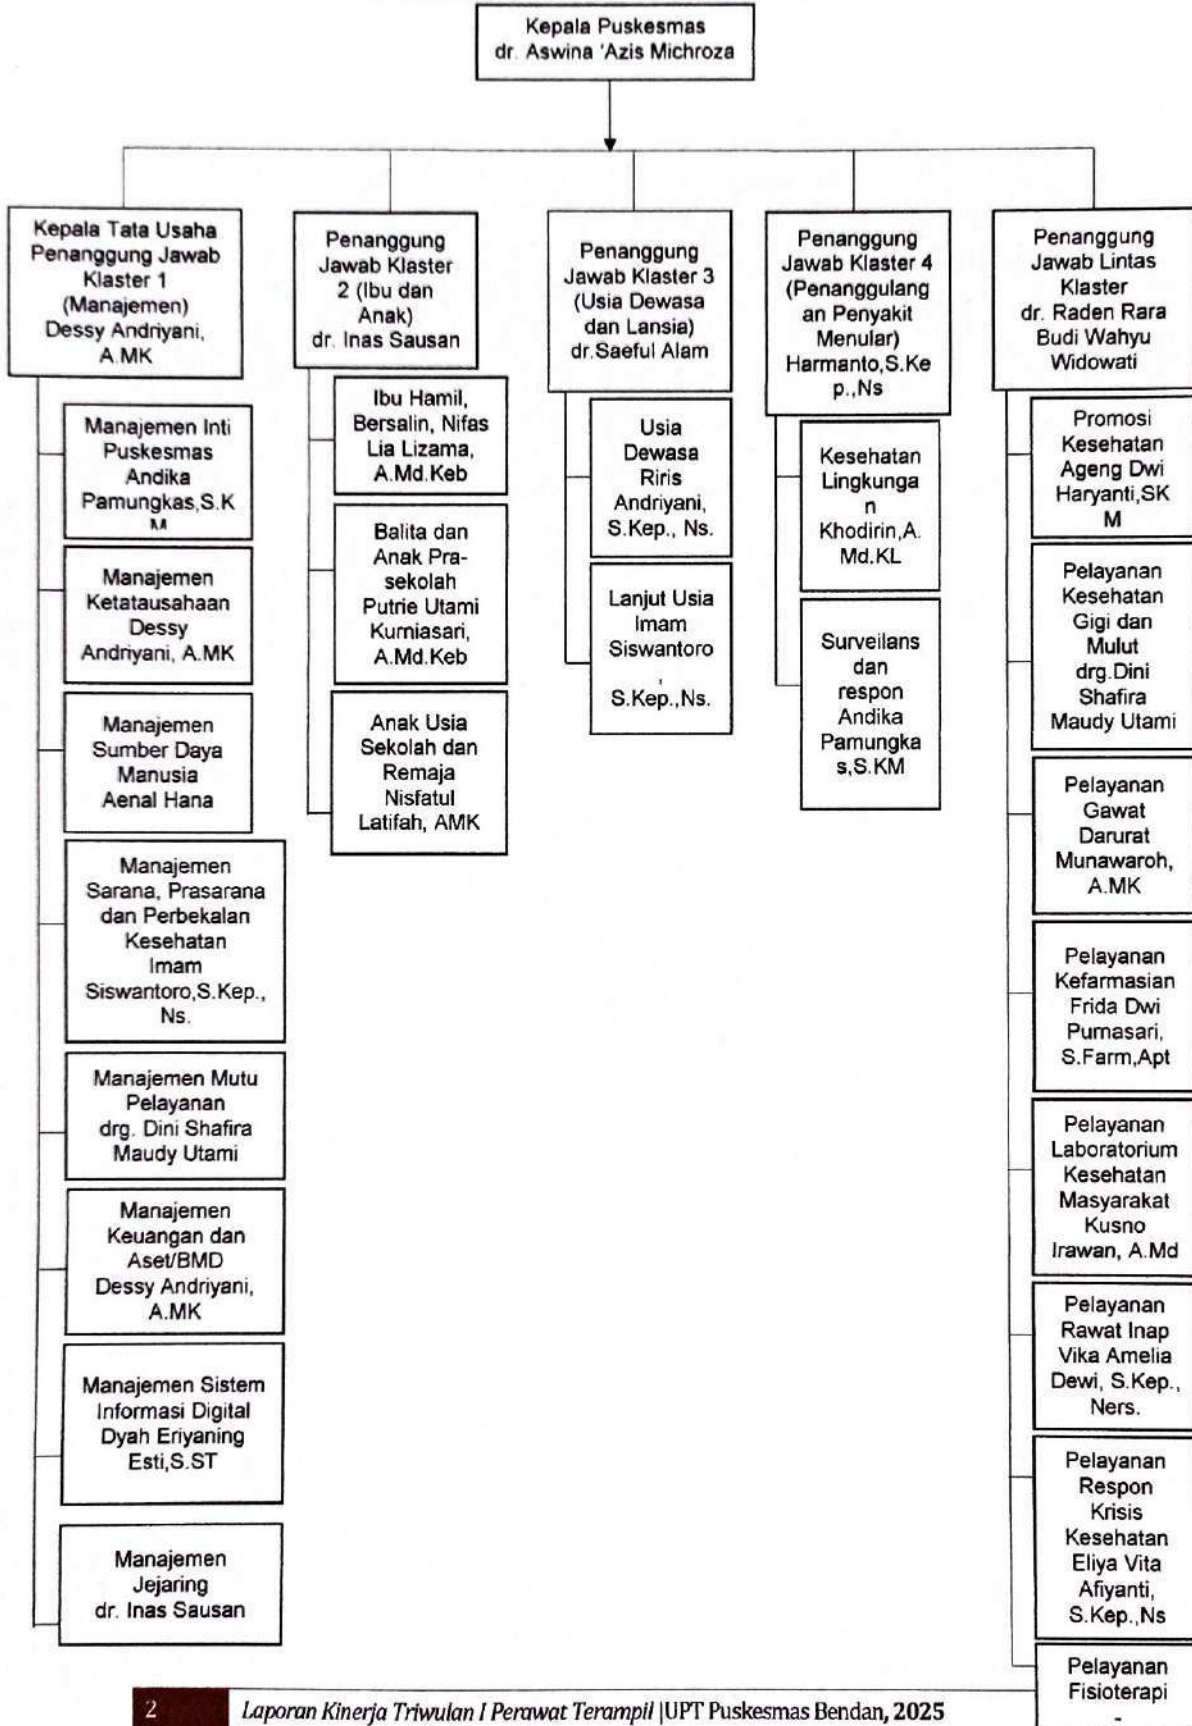 Kepala Puskesmas
dr. Aswina 'Azis Michroza
Kepala Tata Usaha
Penanggung Jawab
Klaster 1
(Manajemen)
Dessy Andriyani,
A.MK
Manajemen Inti
Puskesmas
Andika
Pamungkas,S.K
M
Manajemen
Ketatausahaan
Dessy
Andriyani, A.MK
Manajemen
Sumber Daya
Manusia
Aenal Hana
Manajemen
Sarana, Prasarana
dan Perbekalan
Kesehatan
Imam
Siswantoro,S.Kep.,
Ns.
Manajemen Mutu
Pelayanan
drg. Dini Shafira
Maudy Utami
Manajemen
Keuangan dan
Aset/BMD
Dessy Andriyani,
A.MK
Manajemen Sistem
Informasi Digital
Dyah Eriyaning
Esti,S.ST
Manajemen
Jejaring
dr. Inas Sausan
Penanggung
Jawab Klaster
2 (Ibu dan
Anak)
dr. Inas Sausan
Ibu Hamil,
Bersalin, Nifas
Lia Lizama,
A.Md.Keb
Balita dan
Anak Pra-
sekolah
Putrie Utami
Kurniasari,
A.Md.Keb
Anak Usia
Sekolah dan
Remaja
Nisfatul
Latifah, AMK
Penanggung
Jawab Klaster 3
(Usia Dewasa
dan Lansia)
dr.Saeful Alam
Usia
Dewasa
Riris
Andriyani,
S.Kep., Ns.
Lanjut Usia
Imam
Siswantoro
,
S.Kep.,Ns.
Penanggung
Jawab Klaster 4
(Penanggulang
an Penyakit
Menular)
Harmanto,S.Ke
p.,Ns
Kesehatan
Lingkunga
n
Khodirin,A.
Md.KL
Surveilans
dan
respon
Andika
Pamungka
s,S.KM
Penanggung
Jawab Lintas
Klaster
dr. Raden Rara
Budi Wahyu
Widowati
Promosi
Kesehatan
Ageng Dwi
Haryanti,SK
M
Pelayanan
Kesehatan
Gigi dan
Mulut
drg.Dini
Shafira
Maudy Utami
Pelayanan
Gawat
Darurat
Munawaroh,
A.MK
Pelayanan
Kefarmasian
Frida Dwi
Purnasari,
S.Farm,Apt
Pelayanan
Laboratorium
Kesehatan
Masyarakat
Kusno
Irawan, A.Md
Pelayanan
Rawat Inap
Vika Amelia
Dewi, S.Kep.,
Ners.
Pelayanan
Respon
Krisis
Kesehatan
Eliya Vita
Afiyanti,
S.Kep.,Ns
Pelayanan
Fisioterapi
-
2 Laporan Kinerja Triwulan I Perawat Terampil |UPT Puskesmas Bendan, 2025